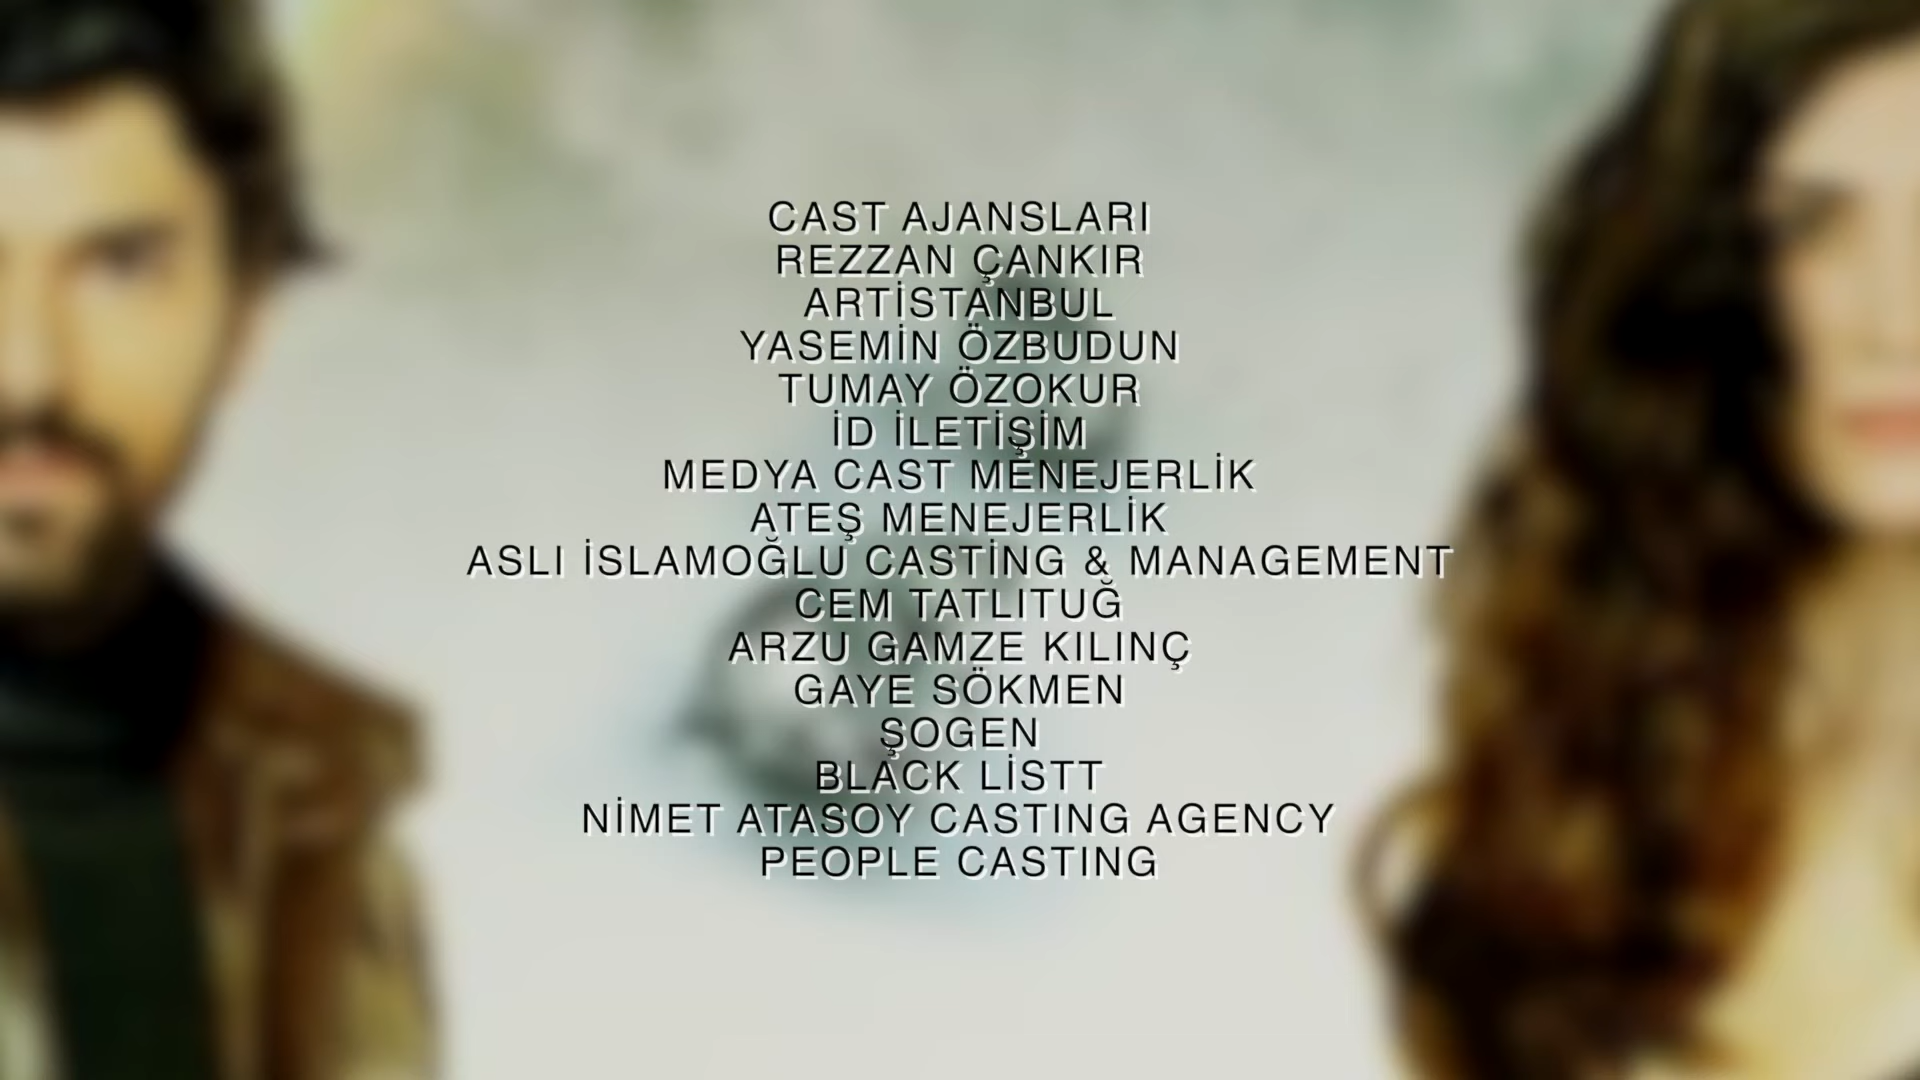 CAST AJANSLARI
REZZAN ÇANKIR
ARTİSTANBUL
YASEMİN ÖZBUDUN
TUMAY ÖZOKUR
İD İLETİŞİM
MEDYA CAST MENEJERLİK
ATEŞ MENEJERLİK
ASLI İSLAMOĞLU CASTİNG & MANAGEMENT
CEM TATLITUĞ
ARZU GAMZE KILINÇ
GAYE SÖKMEN
ŞOGEN
BLACK LİSTT
NİMET ATASOY CASTING AGENCY
PEOPLE CASTING